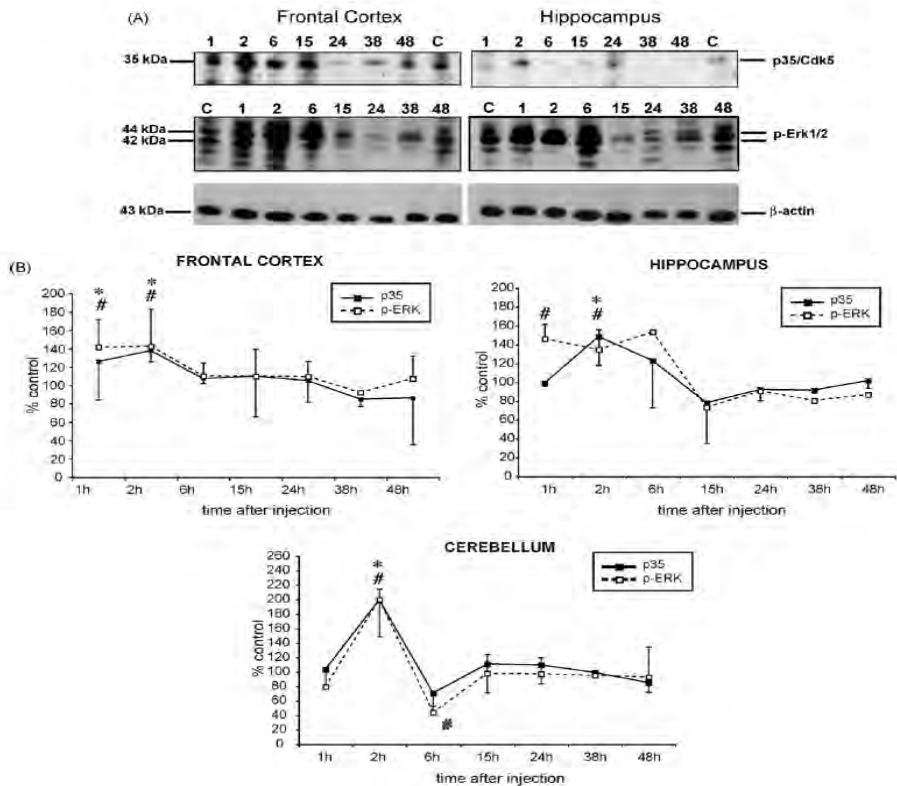 (A) Frontal Cortex Hippocampus
1 2 6 15 24 38 48 C 1 2 6 15 24 38 48 C
35 kDa p35/Cdk5
C 1 2 6 15 24 38 48 C 1 2 6 15 24 38 48
44 kDa p-Erk1/2
42 kDa
43 kDa β-actin
(B) FRONTAL CORTEX
* *
# #
p35
p-ERK
200
180
160
140
120
100
80
60
40
20
0
% control
1h 2h 6h 15h 24h 38h 48h
time after injection
HIPPOCAMPUS
*
# #
p35
p-ERK
200
180
160
140
120
100
80
60
40
20
0
% control
1h 2h 6h 15h 24h 38h 48h
time after injection
CEREBELLUM
*
#
p35
p-ERK
260
240
220
200
180
160
140
120
100
80
60
40
20
0
% control
#
1h 2h 6h 15h 24h 38h 48h
time after injection